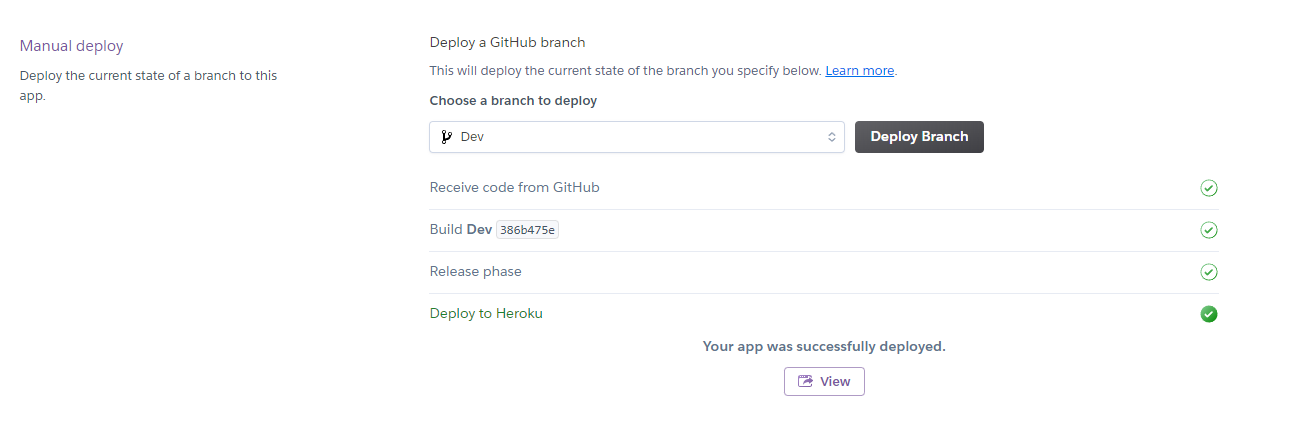 Manual deploy
Deploy the current state of a branch to this
app.
Deploy a GitHub branch
This will deploy the current state of the branch you specify below. Learn more.
Choose a branch to deploy
Dev
Deploy Branch
Receive code from GitHub
Build Dev 386b475e
Release phase
Deploy to Heroku
Your app was successfully deployed.
View